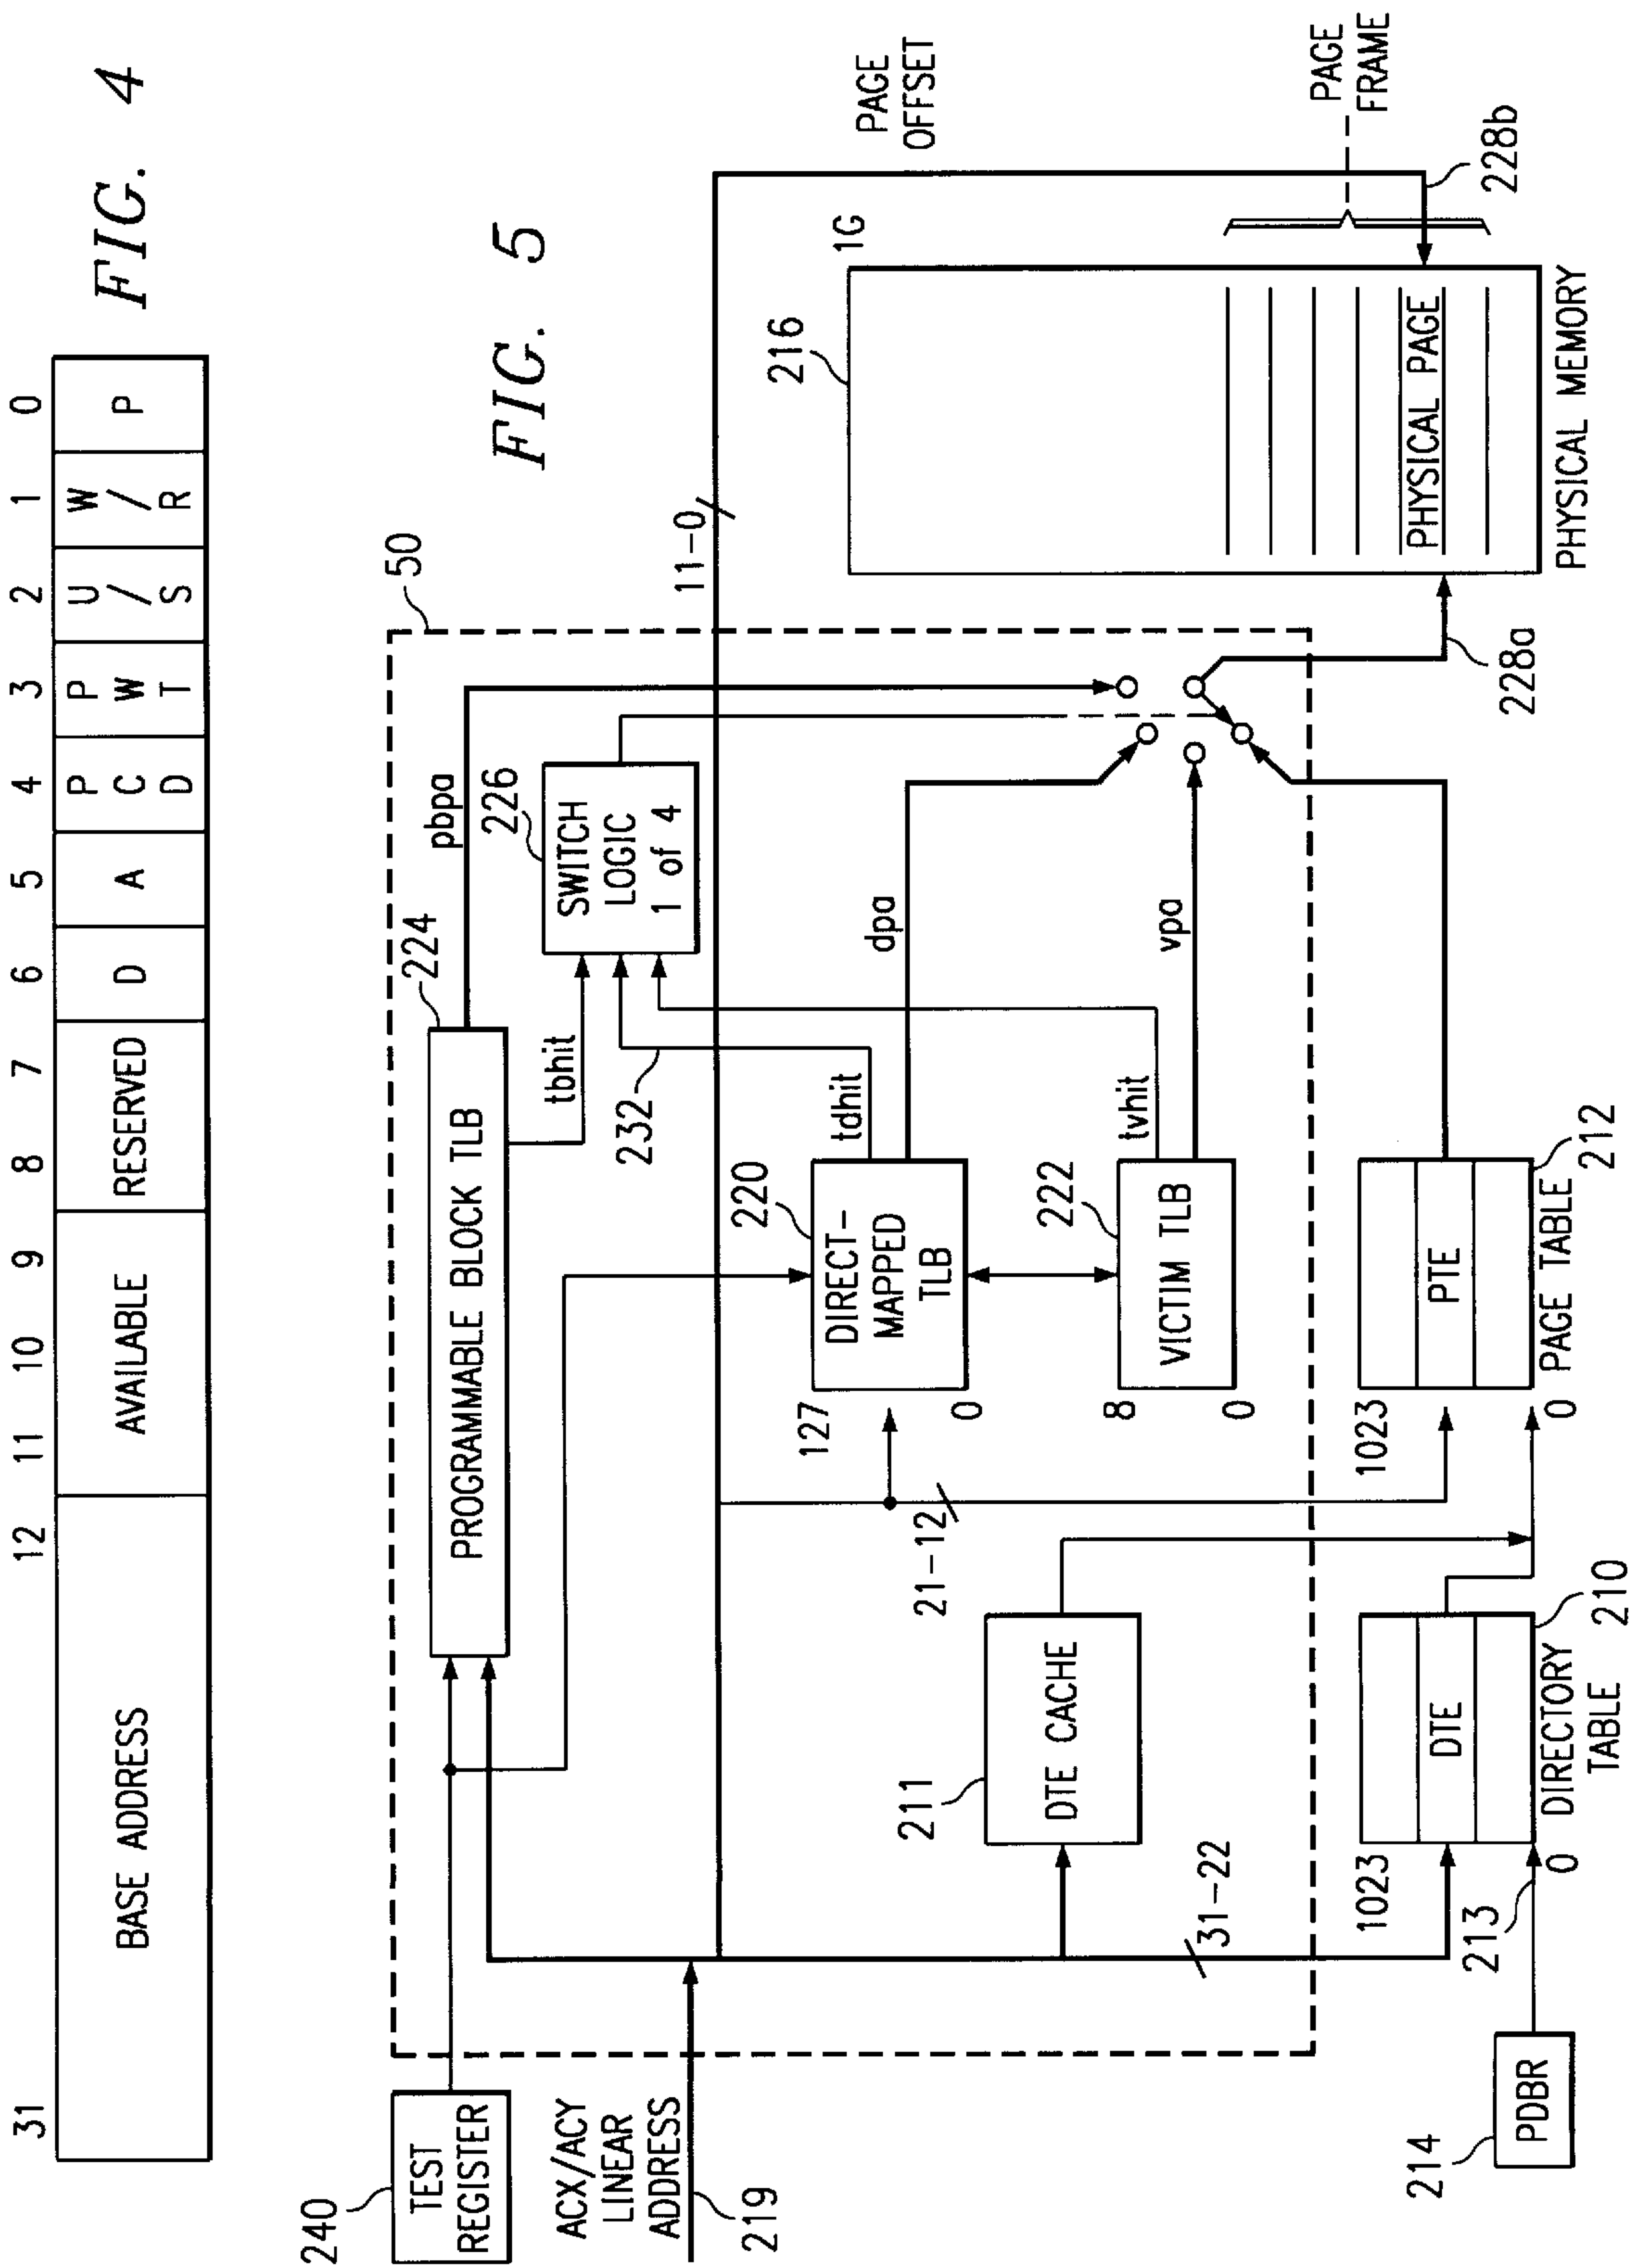 FIG. 4
31 12 11 10 9 8 7 6 5 4 3 2 1 0
BASE ADDRESS
AVAILABLE
RESERVED
D
A
P
C
D
P
W
T
U
/
S
W
/
R
P
FIG. 5
240
TEST
REGISTER
ACX/ACY
LINEAR
ADDRESS
219
50
224
PROGRAMMABLE BLOCK TLB
pbpa
tbhit
226
SWITCH
LOGIC
1 of 4
232
11-0
PAGE
OFFSET
127
220
DIRECT-
MAPPED
TLB
0
tdhit
dpa
21-12
8
222
VICTIM TLB
0
tvhit
vpa
211
DTE CACHE
31-22
1023
DTE
0
210
DIRECTORY
TABLE
213
214
PDBR
1023
PTE
0
212
PAGE TABLE
216
1G
PHYSICAL PAGE
PHYSICAL MEMORY
PAGE
FRAME
228a
228b